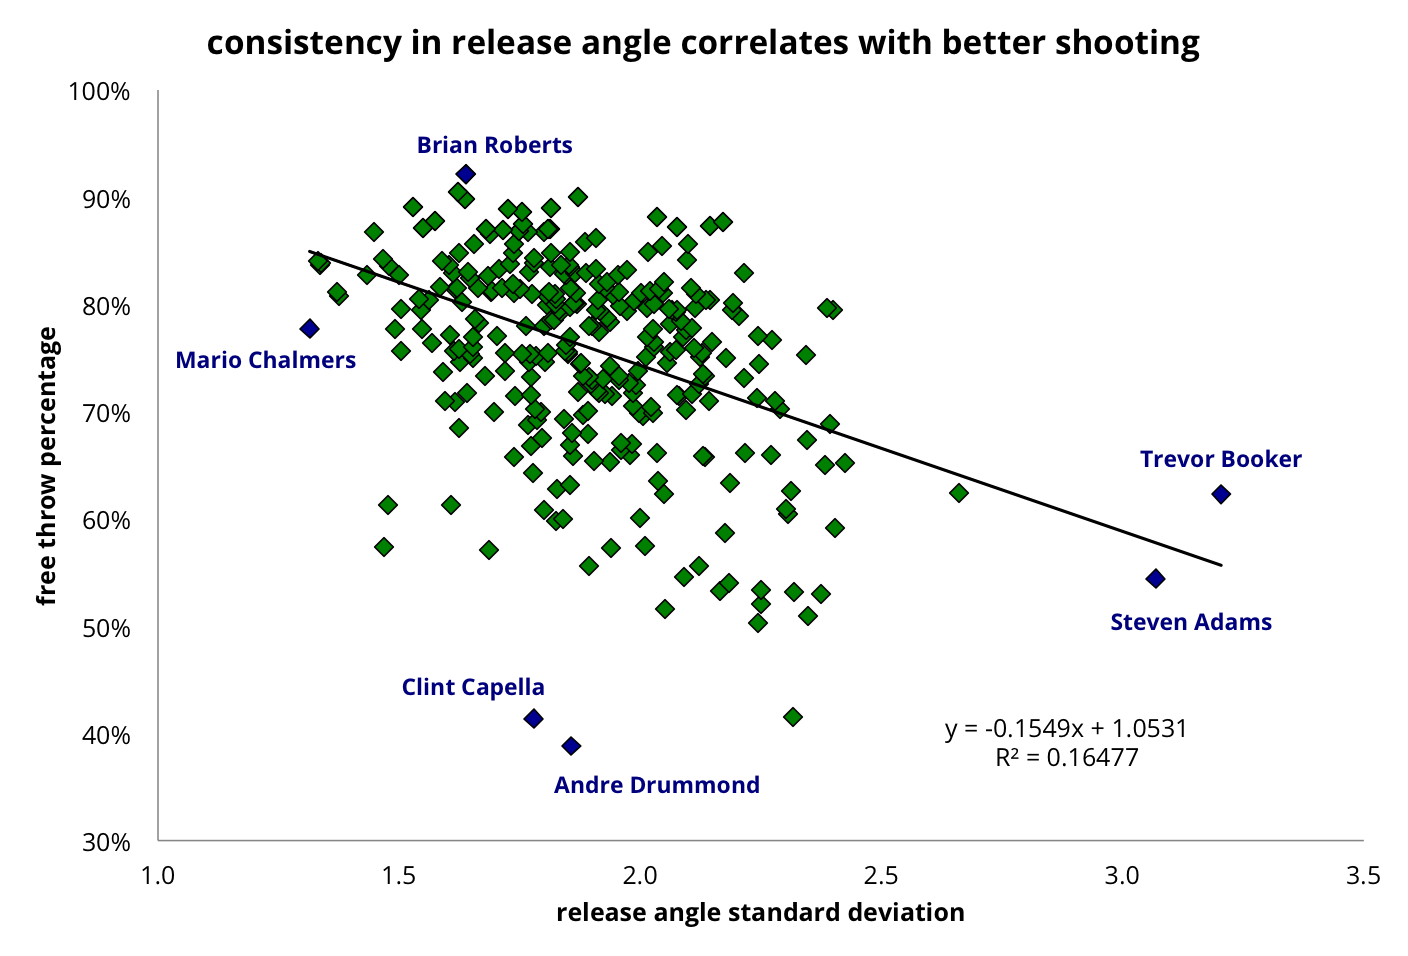 consistency in release angle correlates with better shooting
100%
90%
80%
70%
60%
50%
40%
30%
free throw percentage
Brian Roberts
Mario Chalmers
Trevor Booker
Steven Adams
Clint Capella
Andre Drummond
y = -0.1549x + 1.0531
R² = 0.16477
1.0 1.5 2.0 2.5 3.0 3.5
release angle standard deviation